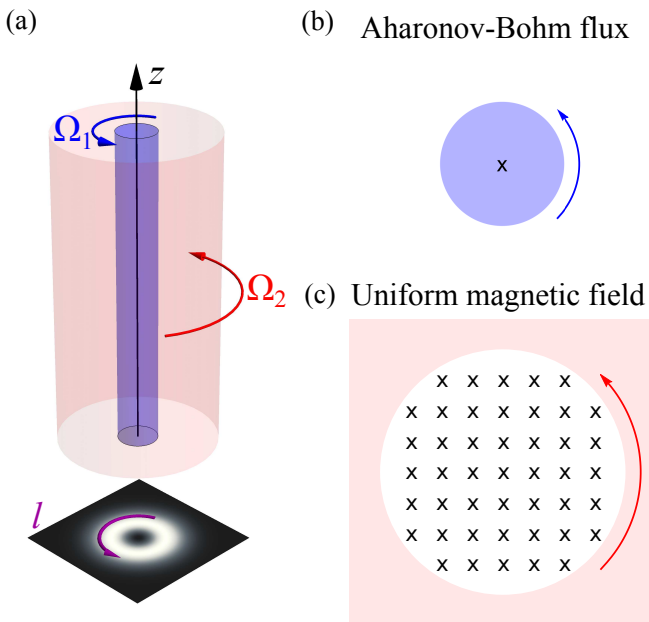 (a)
z
Ω1
Ω2
l
(b) Aharonov-Bohm flux
x
(c) Uniform magnetic field
x x x x x
x x x x x x x
x x x x x x x
x x x x x x x
x x x x x x x
x x x x x x x
x x x x x